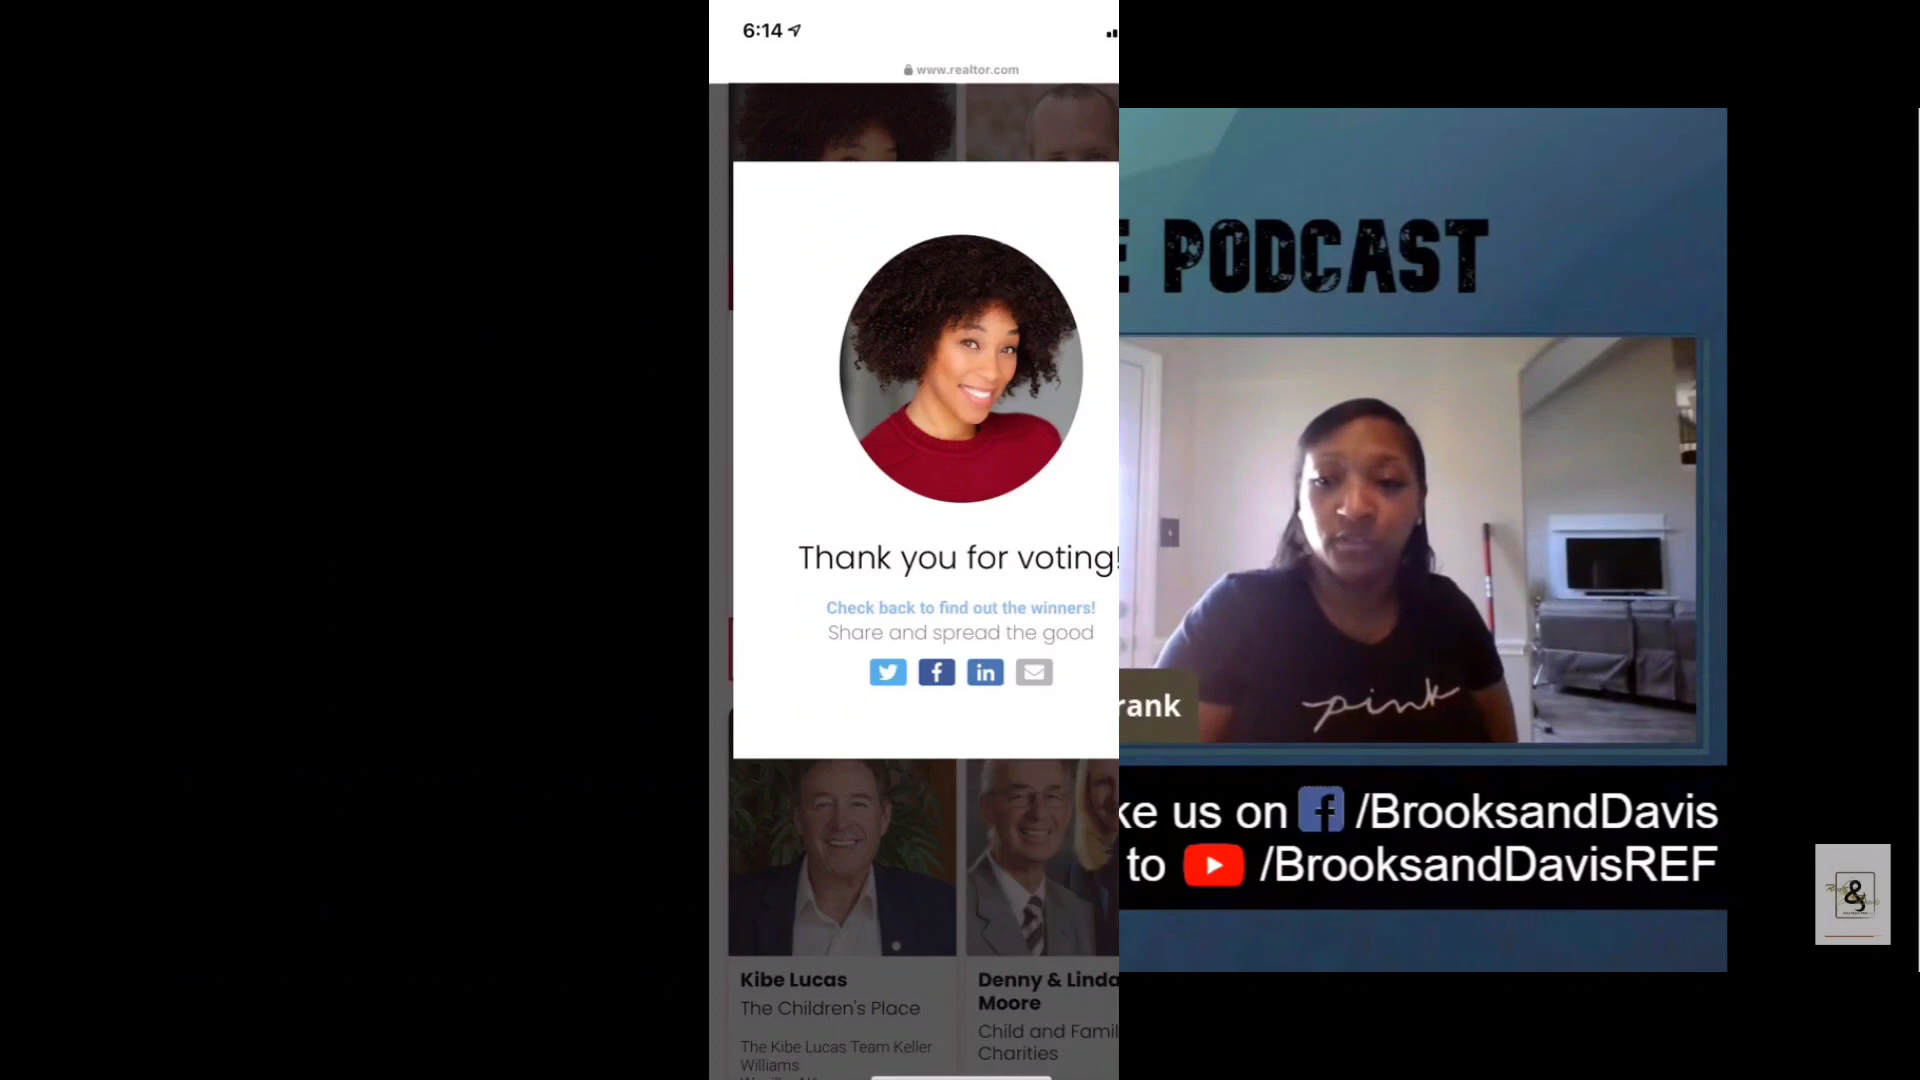 6:14
www.realtor.com
Thank you for voting!
Check back to find out the winners!
Share and spread the good
Kibe Lucas
The Children's Place
The Kibe Lucas Team Keller
Williams
Denny & Linda
Moore
Child and Famil
Charities
E PODCAST
pink
rank
ke us on f /BrooksandDavis
to /BrooksandDavisREF